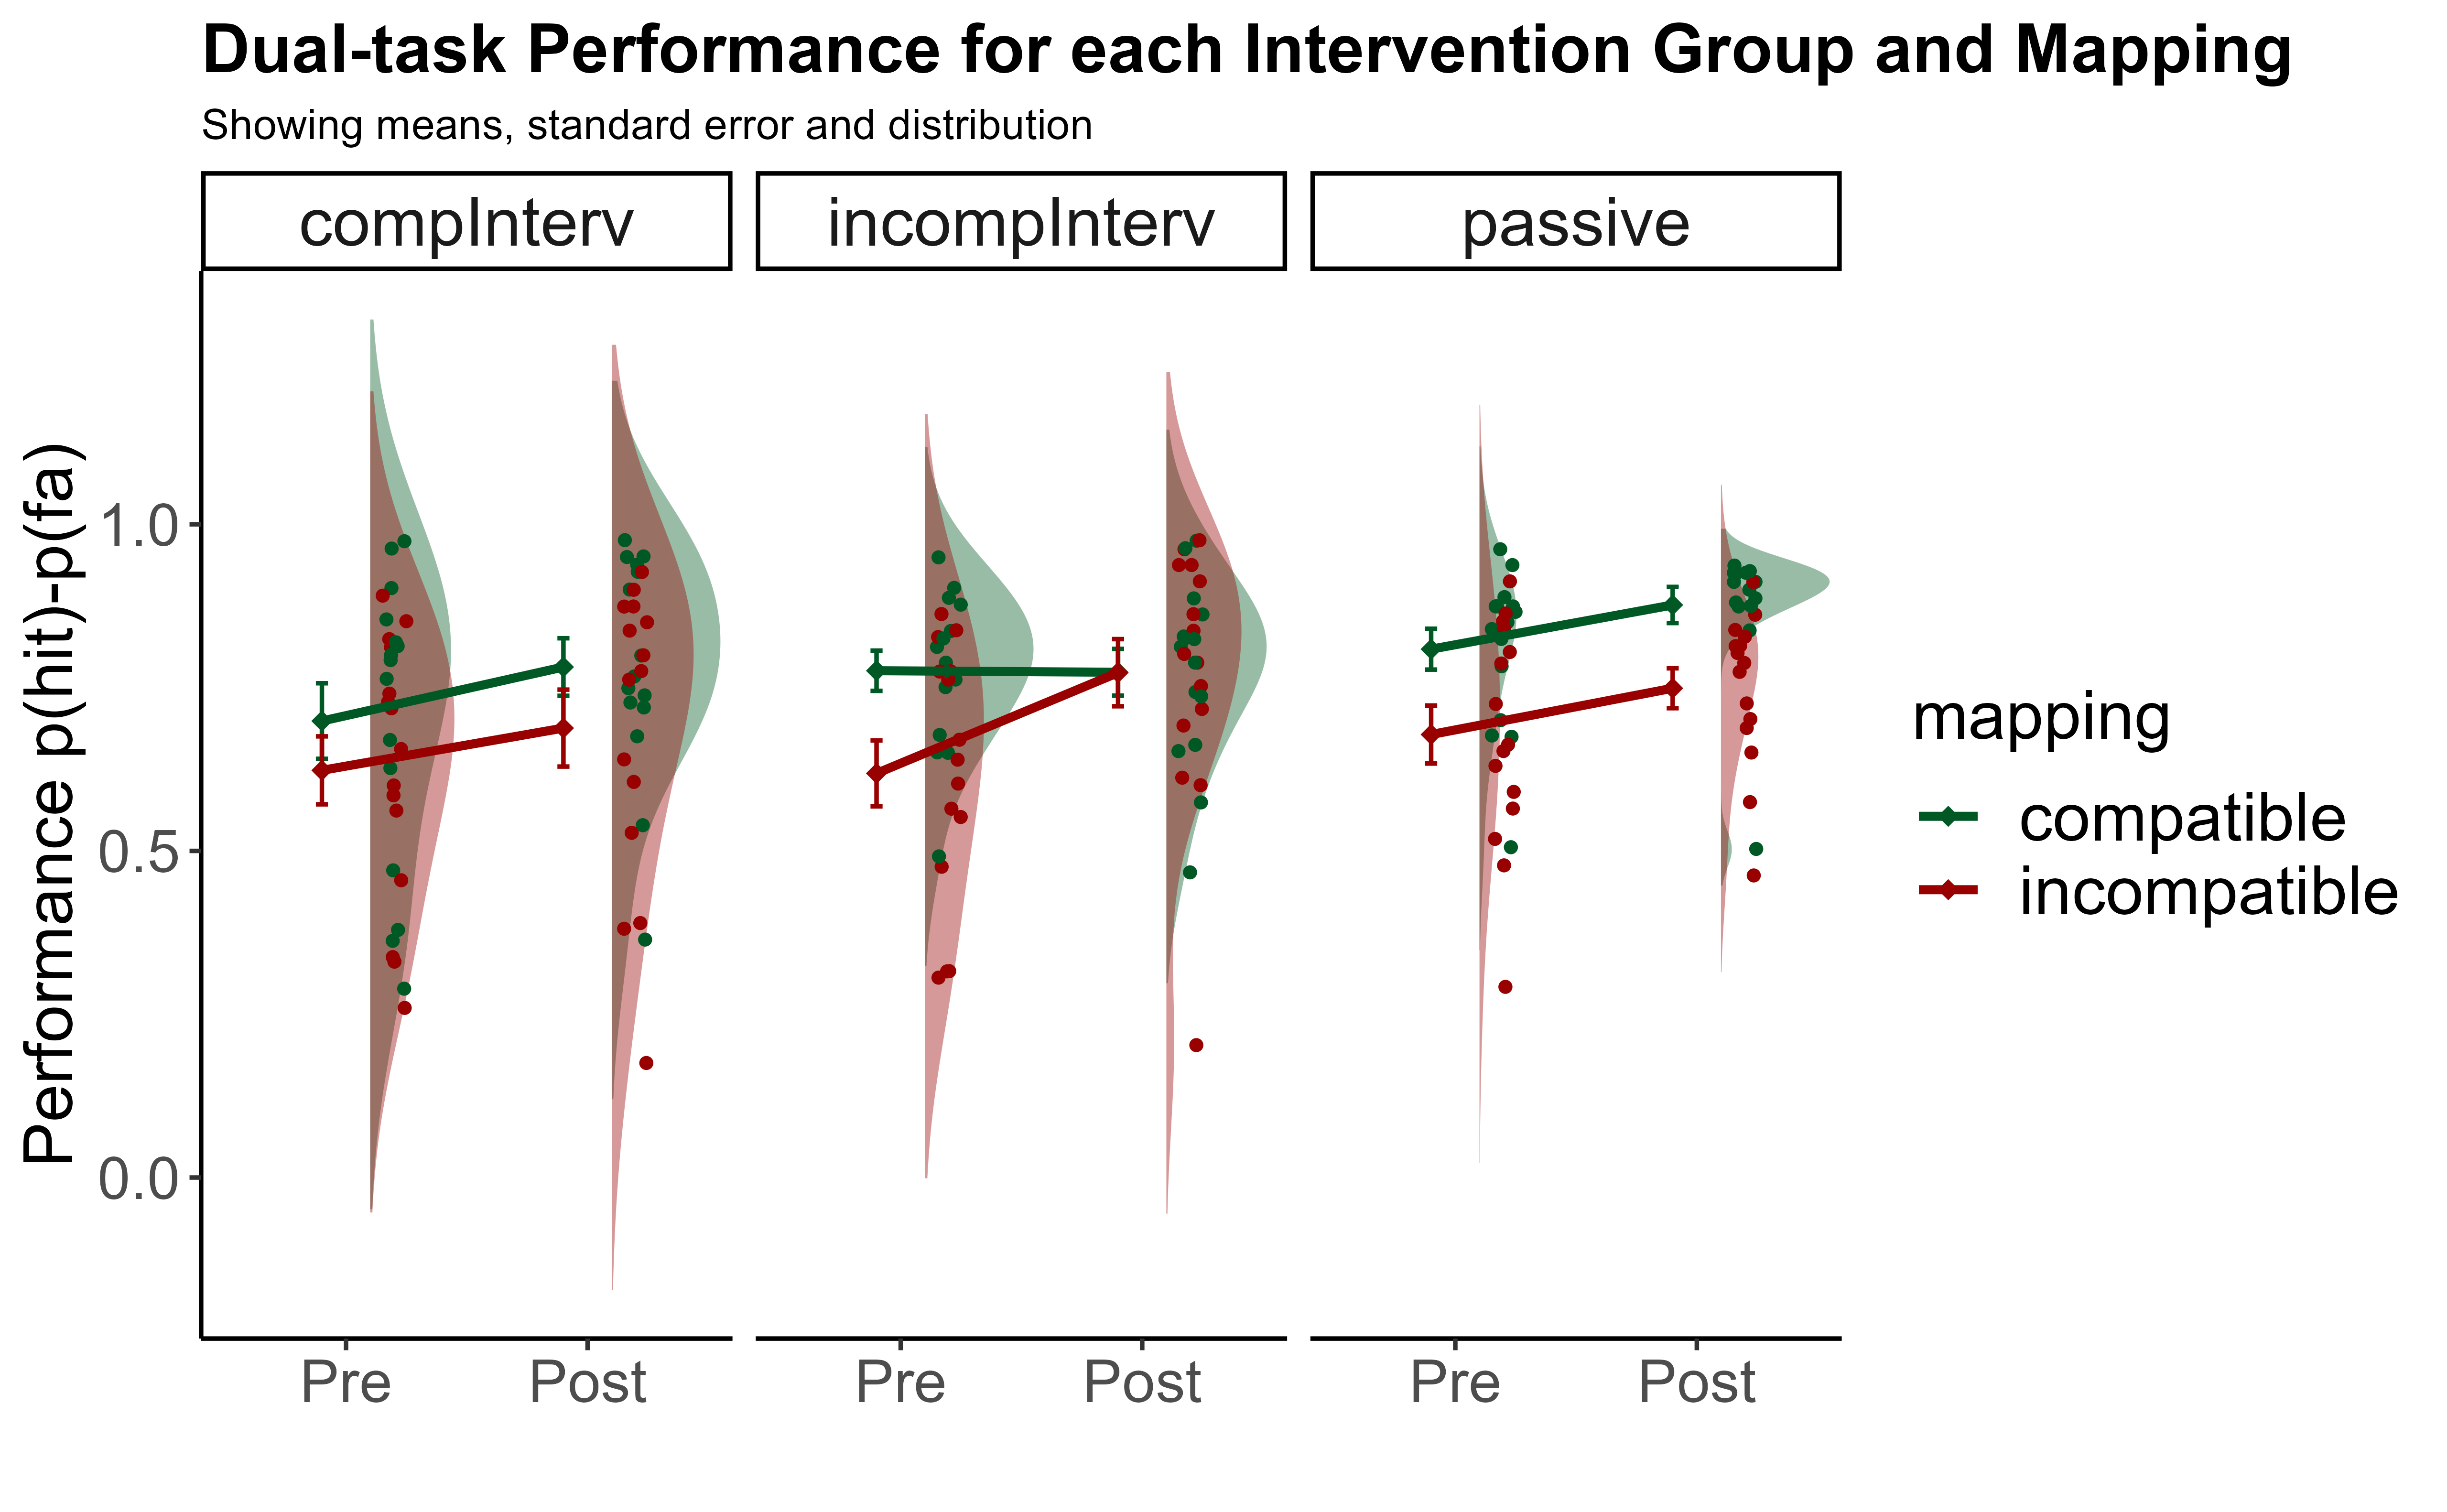 Dual-task Performance for each Intervention Group and Mapping
Showing means, standard error and distribution
compInterv incompInterv passive
Performance p(hit)-p(fa)
1.0
0.5
0.0
Pre Post Pre Post Pre Post
mapping
compatible
incompatible